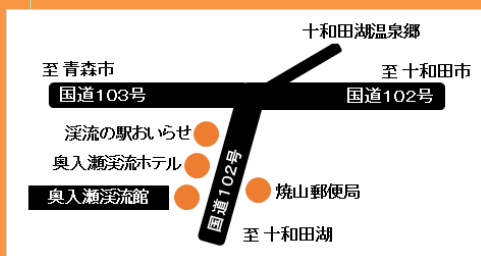 十和田湖温泉郷
至 青森市
至 十和田市
国道103号
国道102号
渓流の駅おいらせ
奥入瀬渓流ホテル
奥入瀬渓流館
国道102号
焼山郵便局
至 十和田湖